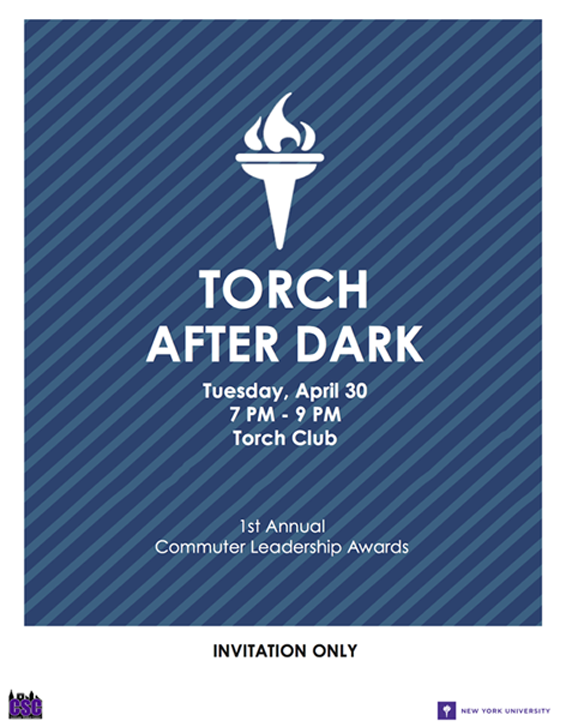 TORCH
AFTER DARK
Tuesday, April 30
7 PM - 9 PM
Torch Club
1st Annual
Commuter Leadership Awards
INVITATION ONLY
CSC
NEW YORK UNIVERSITY